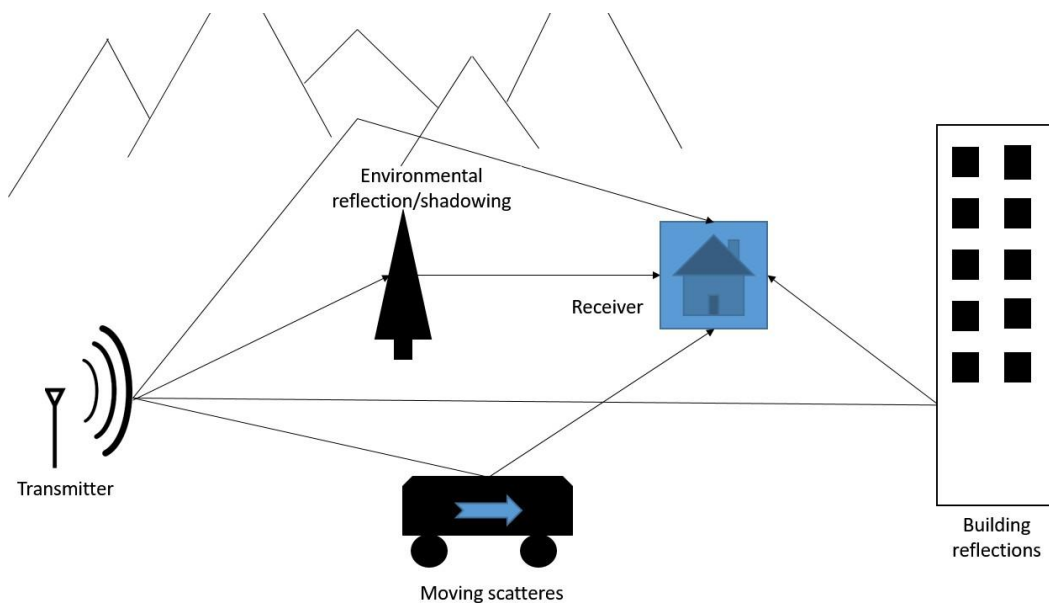 Environmental
reflection/shadowing
Receiver
Transmitter
Moving scatteres
Building
reflections